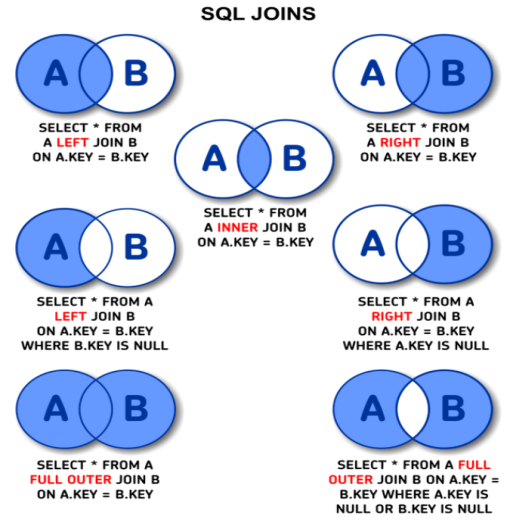 SQL JOINS
A B
SELECT * FROM
A LEFT JOIN B
ON A.KEY = B.KEY
A B
SELECT * FROM
A RIGHT JOIN B
ON A.KEY = B.KEY
A B
SELECT * FROM
A INNER JOIN B
ON A.KEY = B.KEY
A B
SELECT * FROM A
LEFT JOIN B
ON A.KEY = B.KEY
WHERE B.KEY IS NULL
A B
SELECT * FROM A
RIGHT JOIN B
ON A.KEY = B.KEY
WHERE A.KEY IS NULL
A B
SELECT * FROM A
FULL OUTER JOIN B
ON A.KEY = B.KEY
A B
SELECT * FROM A FULL
OUTER JOIN B ON A.KEY =
B.KEY WHERE A.KEY IS
NULL OR B.KEY IS NULL